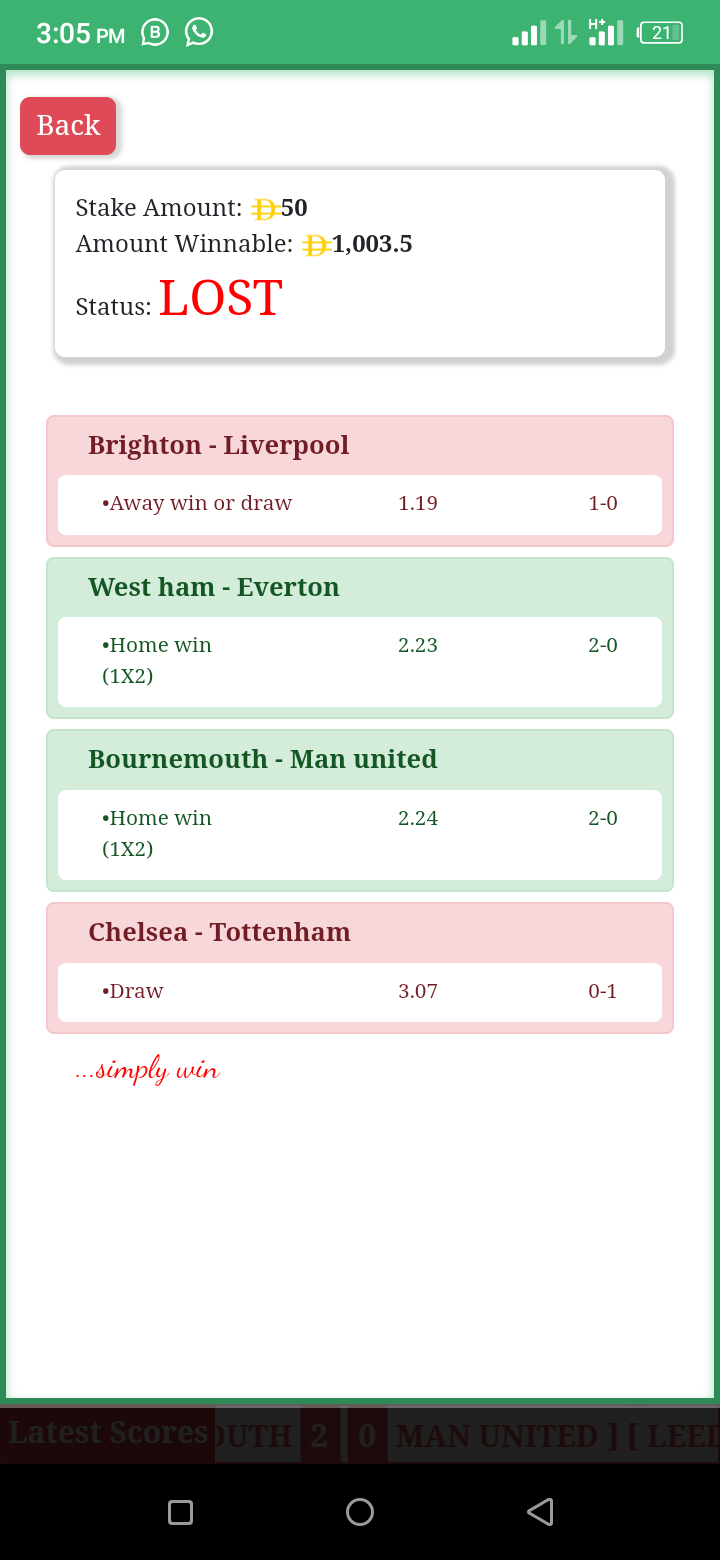 3:05 PM
H+
21
Back
Stake Amount: 50
Amount Winnable: 1,003.5
Status: LOST
Brighton - Liverpool
•Away win or draw 1.19 1-0
West ham - Everton
•Home win 2.23 2-0
(1X2)
Bournemouth - Man united
•Home win 2.24 2-0
(1X2)
Chelsea - Tottenham
•Draw 3.07 0-1
...simply win
Latest Scores OUTH 2 0 MAN UNITED ] [ LEED